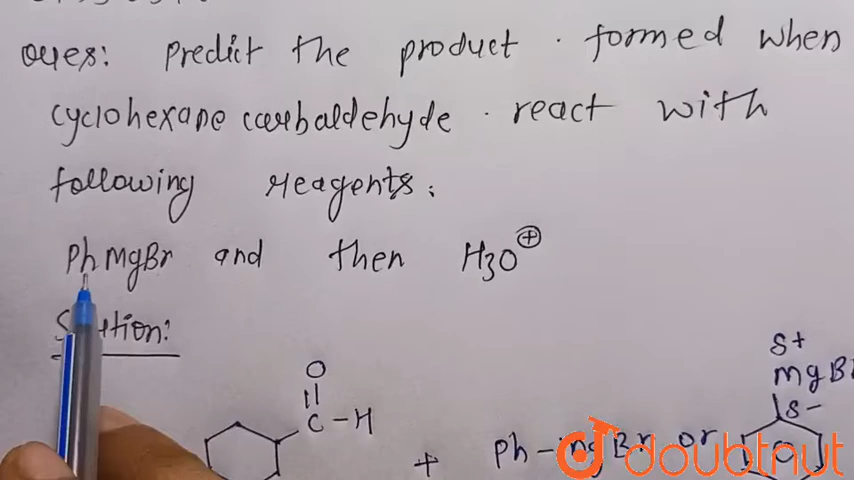 Ques: Predict the product. formed when
cyclohexane carbaldehyde. react with
following reagents:
PhMgBr and then H3O⊕
O
C-H
+ Ph-MgBr or
δ+
MgB
δ-
doubtnut